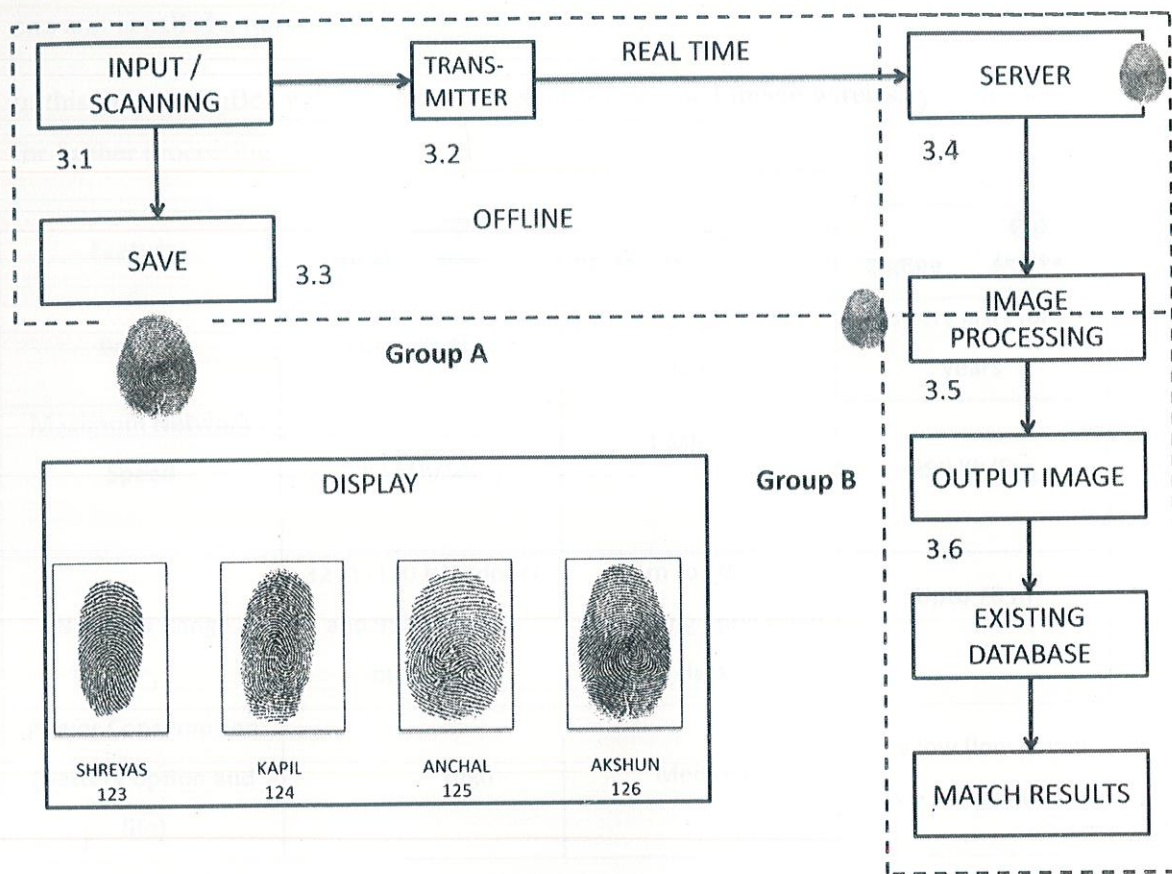 INPUT /
SCANNING
TRANS-
MITTER
REAL TIME
SERVER
3.1
3.2
3.4
OFFLINE
SAVE
3.3
IMAGE
PROCESSING
Group A
3.5
years
DISPLAY
Group B
OUTPUT IMAGE
3.6
EXISTING
DATABASE
SHREYAS
123
KAPIL
124
ANCHAL
125
AKSHUN
126
MATCH RESULTS